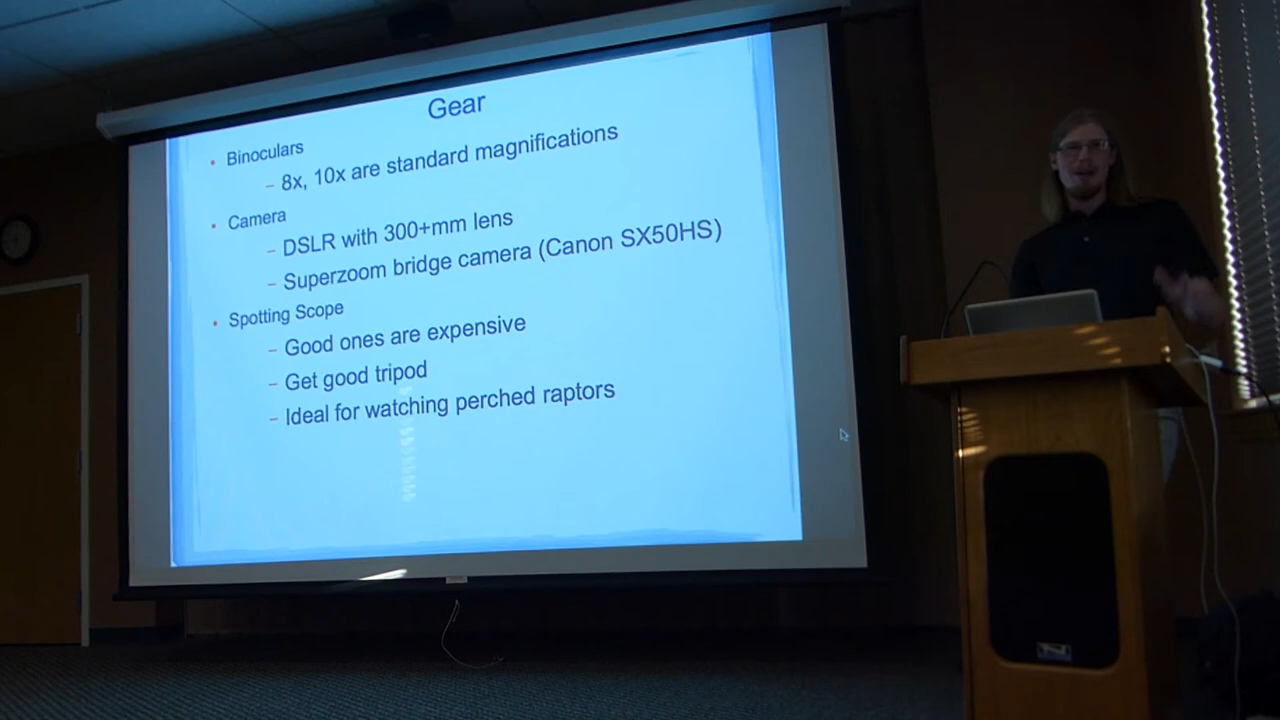 Gear
• Binoculars
– 8x, 10x are standard magnifications
• Camera
– DSLR with 300+mm lens
– Superzoom bridge camera (Canon SX50HS)
• Spotting Scope
– Good ones are expensive
– Get good tripod
– Ideal for watching perched raptors